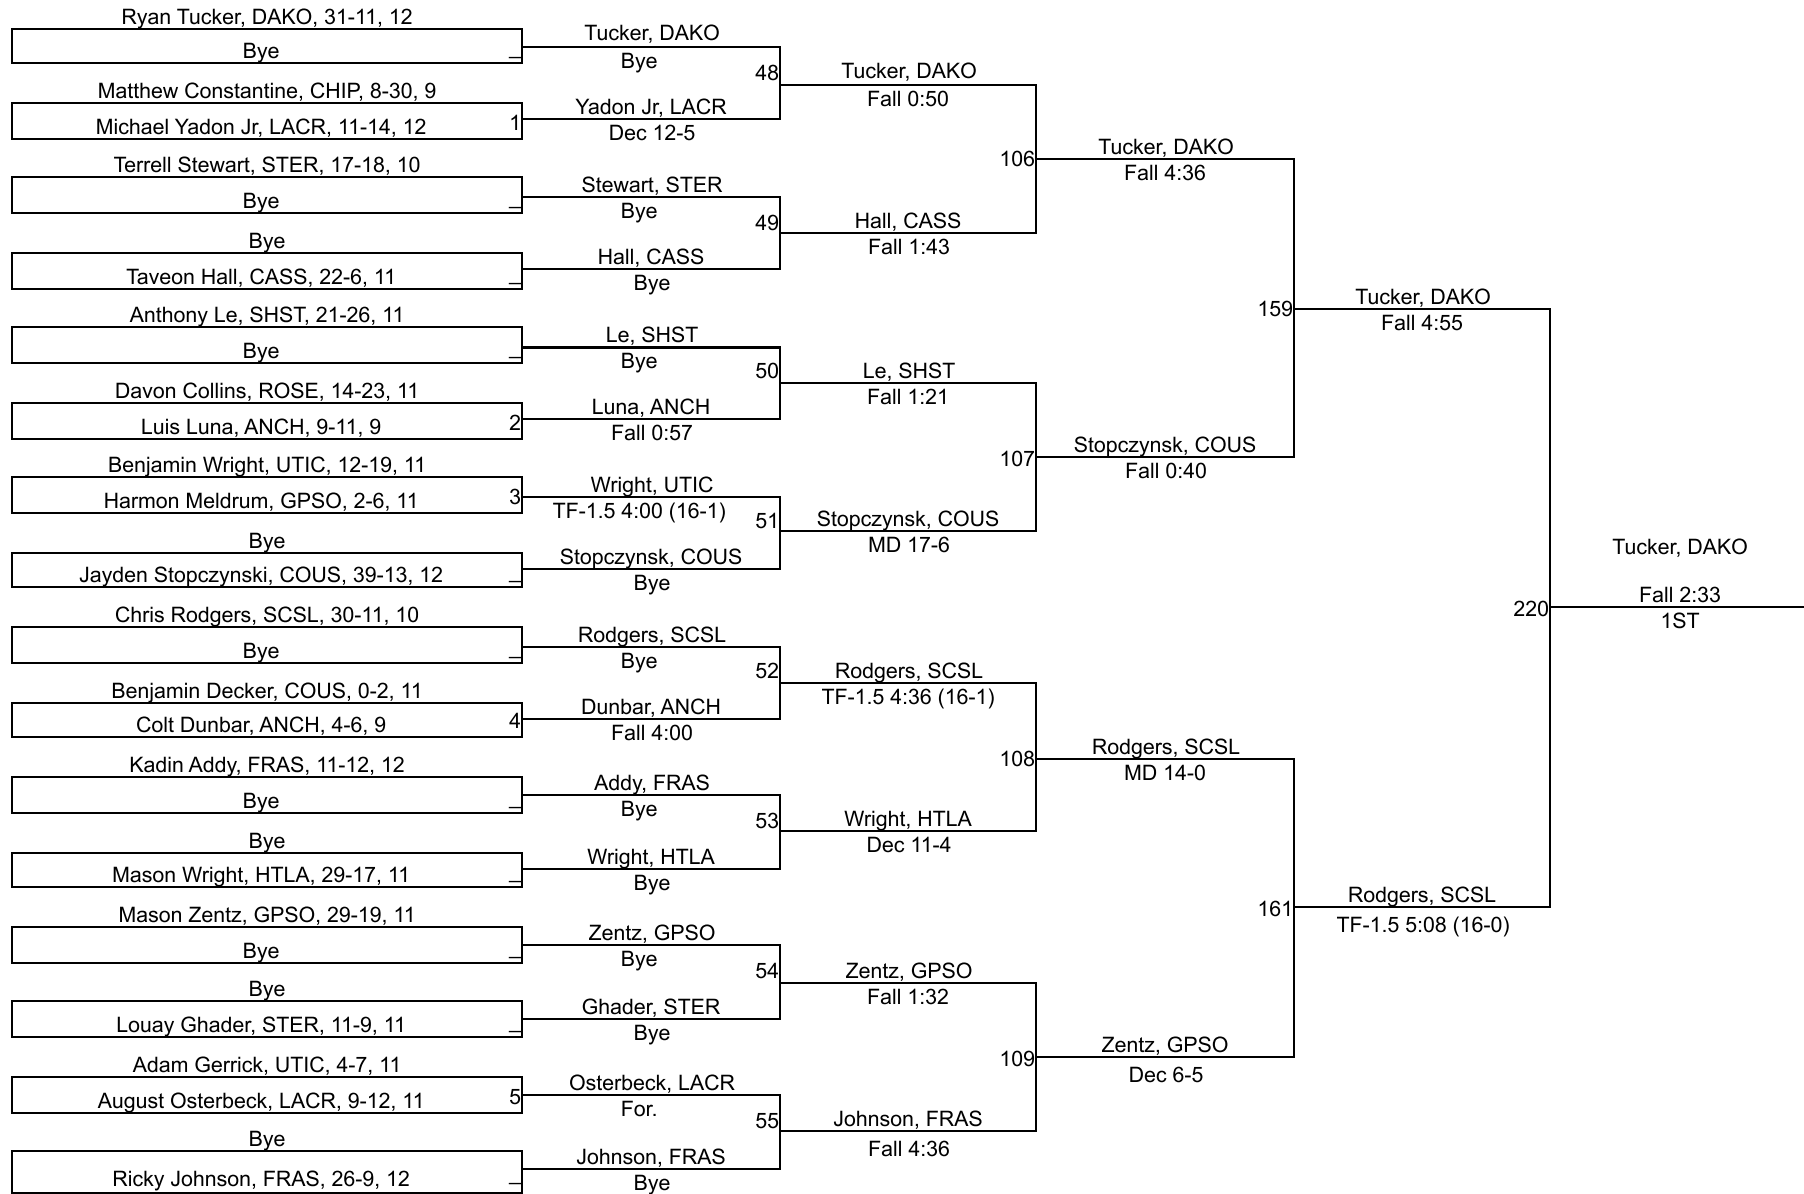 Ryan Tucker, DAKO, 31-11, 12
Bye
Matthew Constantine, CHIP, 8-30, 9
Michael Yadon Jr, LACR, 11-14, 12
1
Terrell Stewart, STER, 17-18, 10
Bye
Bye
Taveon Hall, CASS, 22-6, 11
Anthony Le, SHST, 21-26, 11
Bye
Davon Collins, ROSE, 14-23, 11
Luis Luna, ANCH, 9-11, 9
2
Benjamin Wright, UTIC, 12-19, 11
Harmon Meldrum, GPSO, 2-6, 11
3
Bye
Jayden Stopczynski, COUS, 39-13, 12
Chris Rodgers, SCSL, 30-11, 10
Bye
Benjamin Decker, COUS, 0-2, 11
Colt Dunbar, ANCH, 4-6, 9
4
Kadin Addy, FRAS, 11-12, 12
Bye
Bye
Mason Wright, HTLA, 29-17, 11
Mason Zentz, GPSO, 29-19, 11
Bye
Bye
Louay Ghader, STER, 11-9, 11
Adam Gerrick, UTIC, 4-7, 11
August Osterbeck, LACR, 9-12, 11
5
Bye
Ricky Johnson, FRAS, 26-9, 12
Tucker, DAKO
Bye
48
Yadon Jr, LACR
Dec 12-5
Stewart, STER
Bye
49
Hall, CASS
Bye
Le, SHST
Bye
50
Luna, ANCH
Fall 0:57
Wright, UTIC
TF-1.5 4:00 (16-1)
51
Stopczynsk, COUS
Bye
Rodgers, SCSL
Bye
52
Dunbar, ANCH
Fall 4:00
Addy, FRAS
Bye
53
Wright, HTLA
Bye
Zentz, GPSO
Bye
54
Ghader, STER
Bye
Osterbeck, LACR
For.
55
Johnson, FRAS
Bye
Tucker, DAKO
Fall 0:50
106
Hall, CASS
Fall 1:43
Le, SHST
Fall 1:21
107
Stopczynsk, COUS
MD 17-6
Rodgers, SCSL
TF-1.5 4:36 (16-1)
108
Wright, HTLA
Dec 11-4
Zentz, GPSO
Fall 1:32
109
Johnson, FRAS
Fall 4:36
Tucker, DAKO
Fall 4:36
159
Stopczynsk, COUS
Fall 0:40
Rodgers, SCSL
MD 14-0
161
Zentz, GPSO
Dec 6-5
Tucker, DAKO
Fall 4:55
220
Rodgers, SCSL
TF-1.5 5:08 (16-0)
Tucker, DAKO
Fall 2:33
1ST